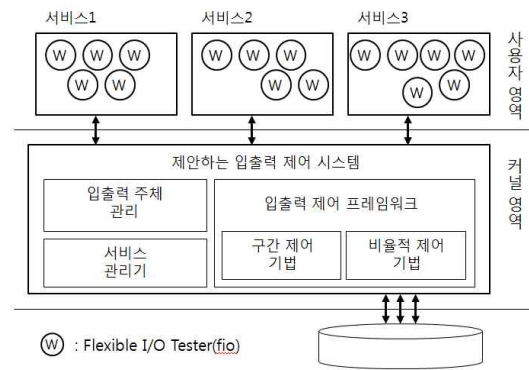 서비스1 서비스2 서비스3
W W W W W W W W W W
W W W W W W
사용자 영역
제안하는 입출력 제어 시스템
입출력 주체
관리
서비스
관리기
입출력 제어 프레임워크
구간 제어
기법
비율적 제어
기법
커널 영역
W : Flexible I/O Tester(fio)